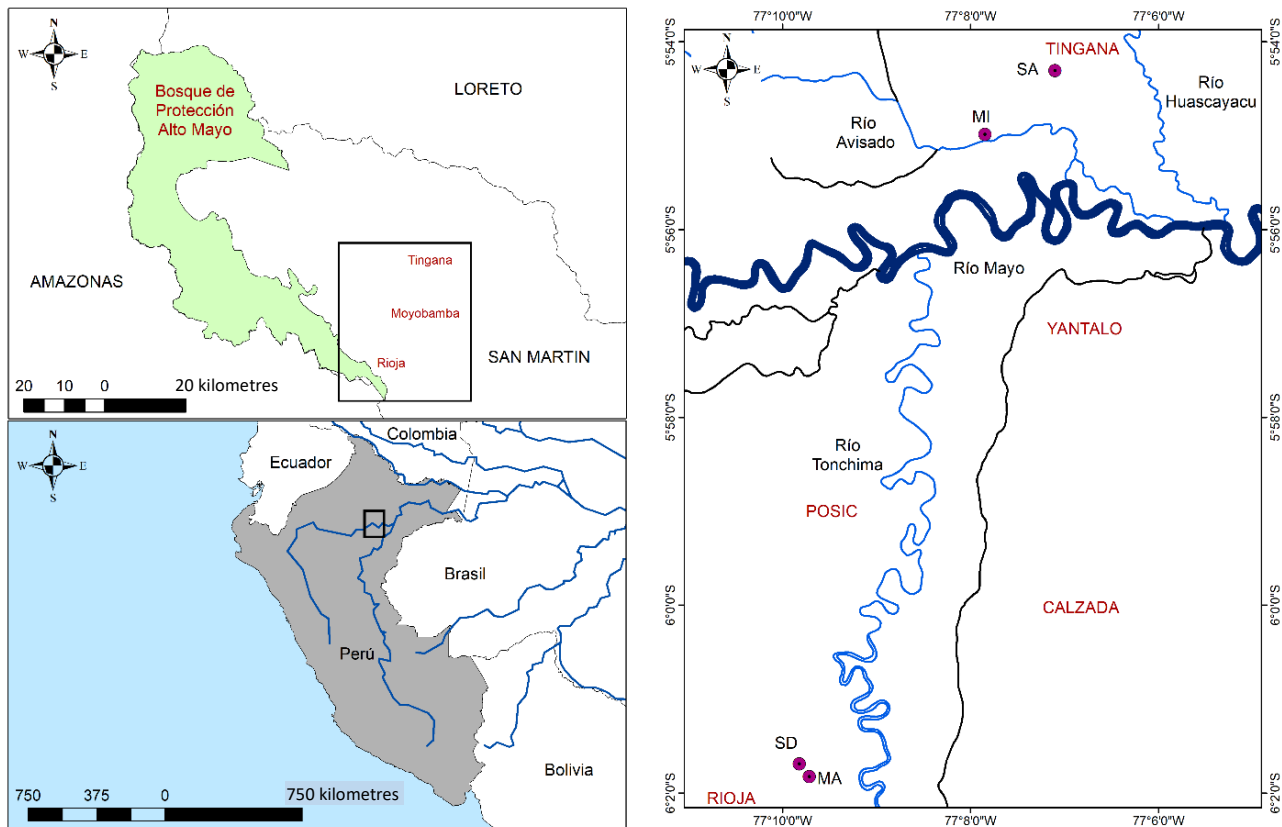 N
W E
S
Bosque de
Protección
Alto Mayo
LORETO
AMAZONAS
Tingana
Moyobamba
Rioja
SAN MARTIN
20 10 0 20 kilometres
N
W E
S
Colombia
Ecuador
Brasil
Perú
Bolivia
750 375 0 750 kilometres
77°10'0"W 77°8'0"W 77°6'0"W
5°54'0"S
5°56'0"S
5°58'0"S
6°0'0"S
6°2'0"S
N
W E
S
TINGANA
SA
Río
Huascayacu
MI
Río
Avisado
Río Mayo
YANTALO
Río
Tonchima
POSIC
CALZADA
SD
MA
RIOJA
5°54'0"S
5°56'0"S
5°58'0"S
6°0'0"S
6°2'0"S
77°10'0"W 77°8'0"W 77°6'0"W